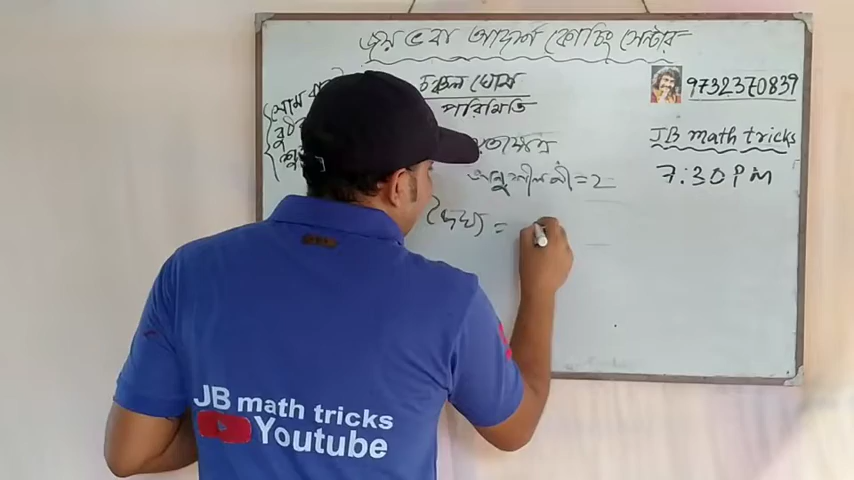 জয় ভবা আদর্শ কোচিং সেন্টার
চঞ্চল ঘোষ
9732370839
সোম
পরিমিতি
JB math tricks
7:30 PM
অনুশীলনী = 2
দৈর্ঘ্য =
JB math tricks
Youtube